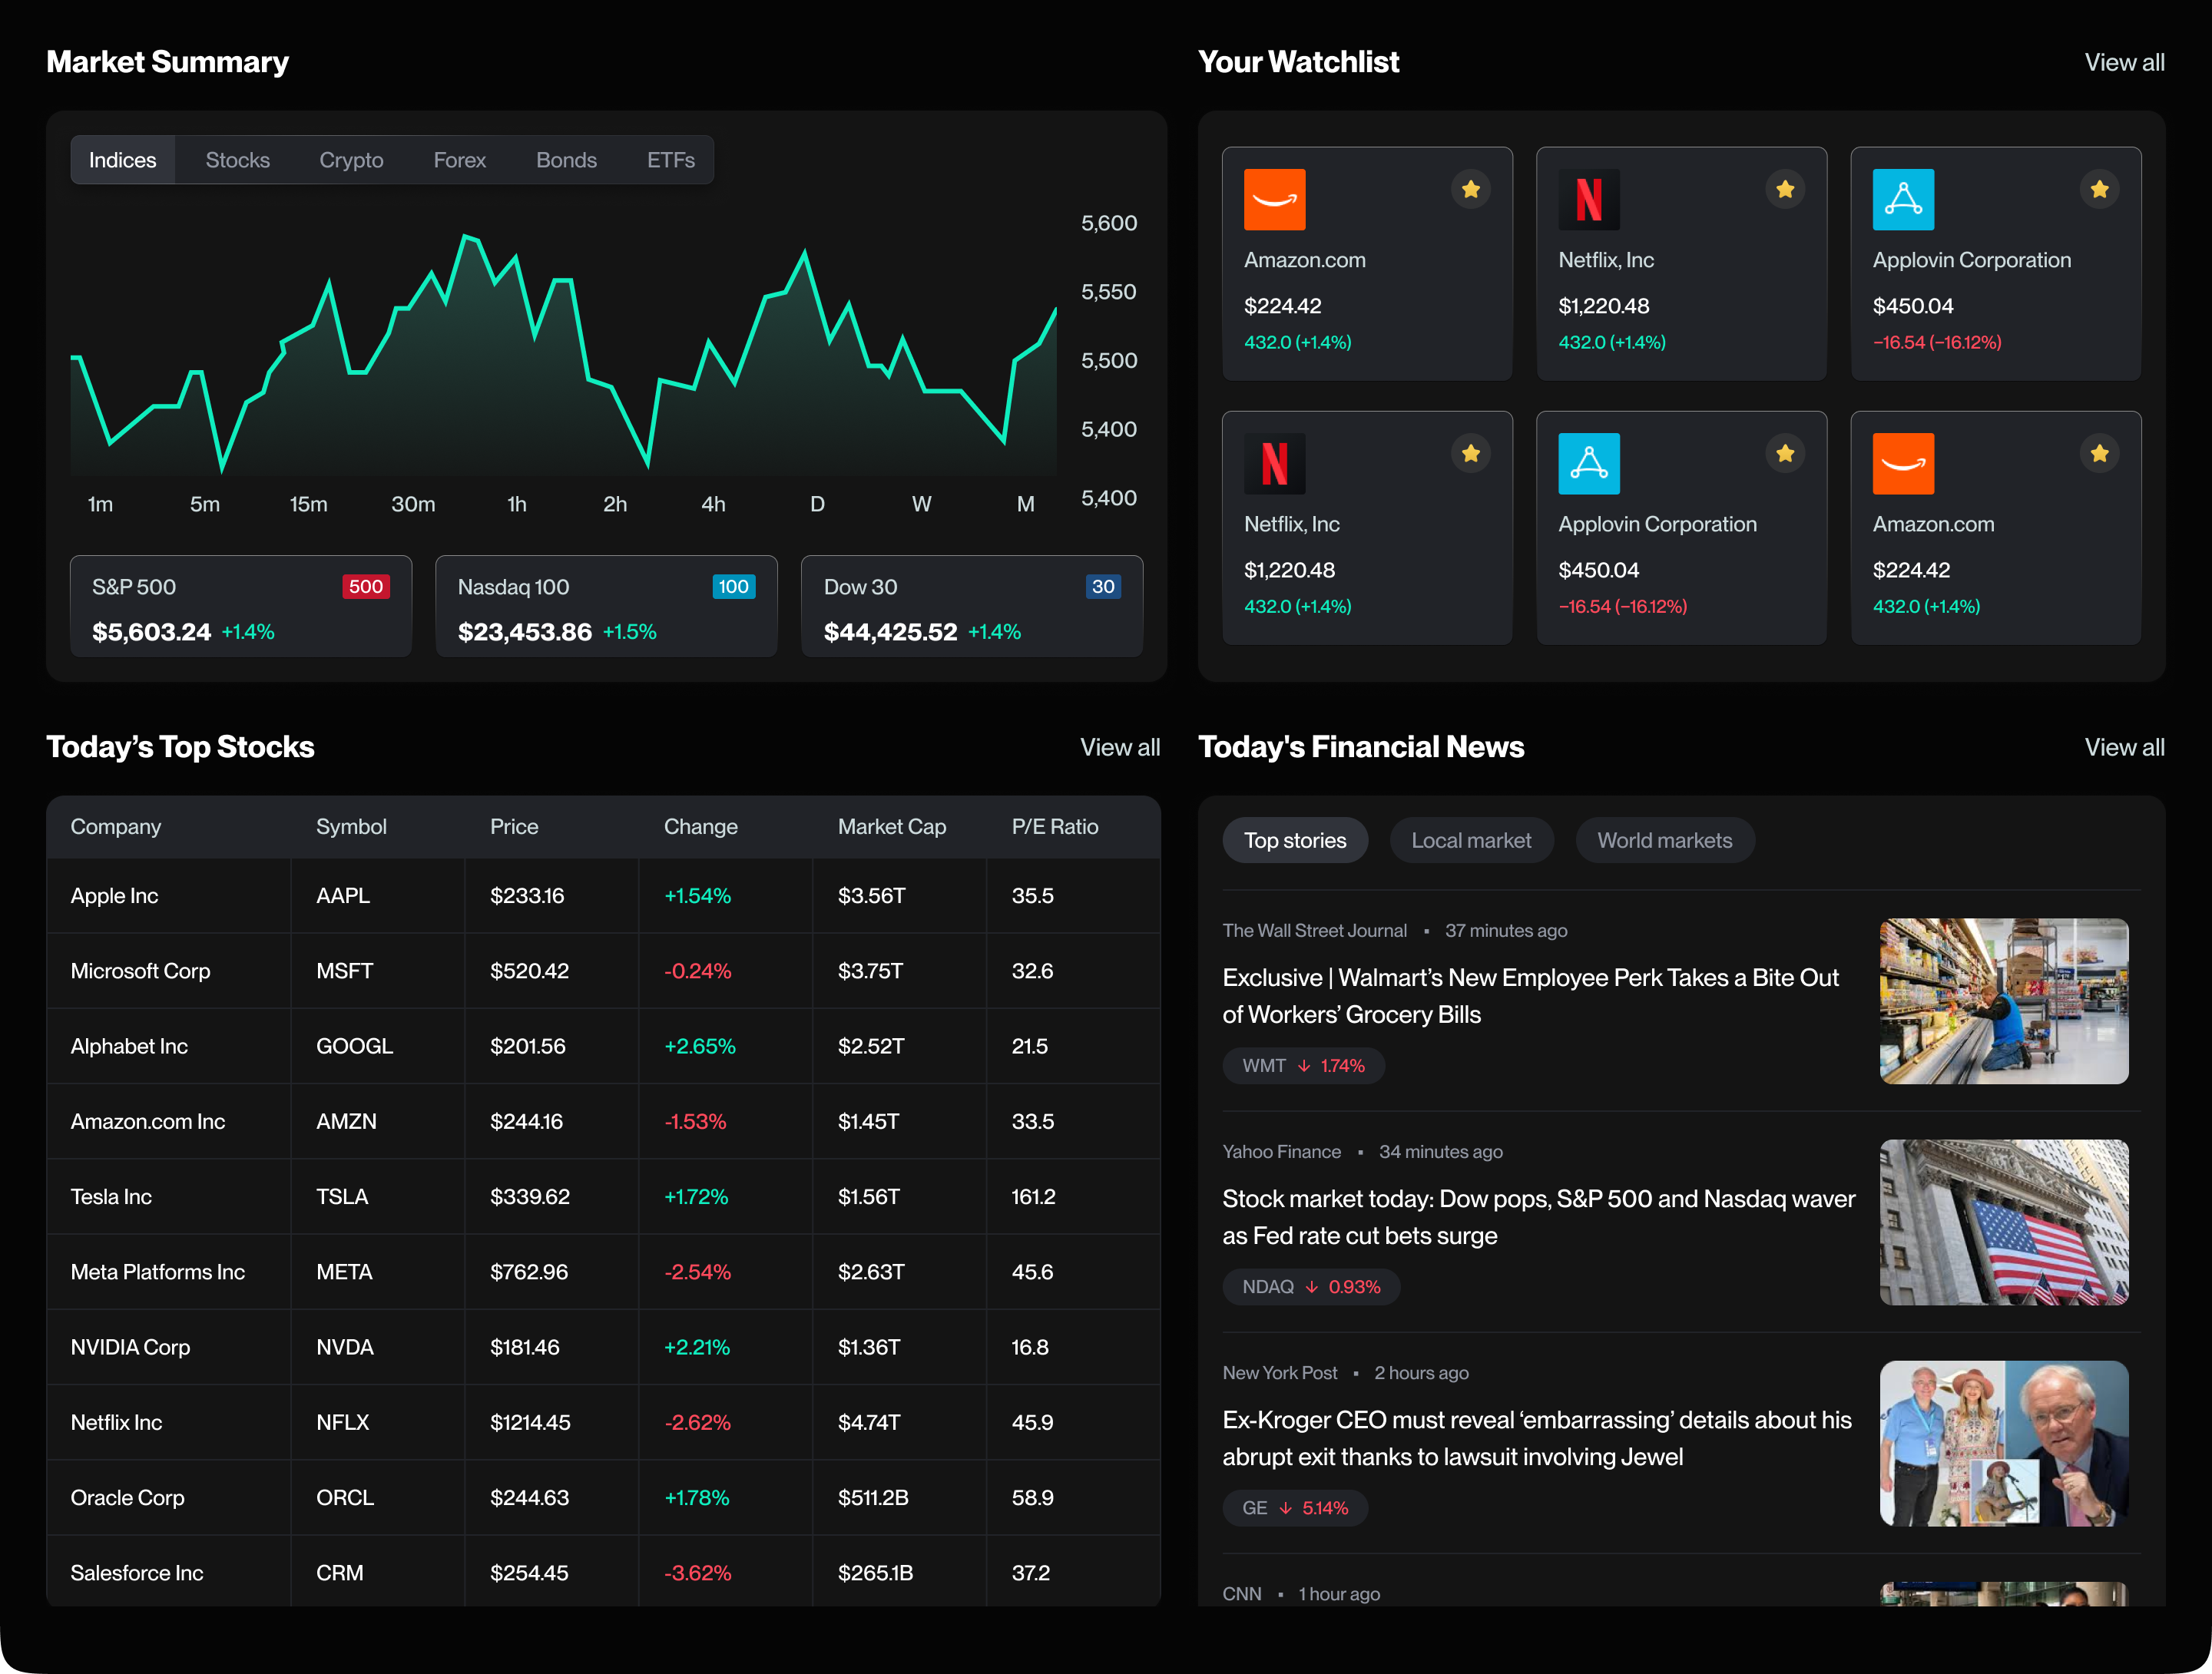 Market Summary
Indices Stocks Crypto Forex Bonds ETFs
5,600
5,550
5,500
5,400
5,400
1m 5m 15m 30m 1h 2h 4h D W M
S&P 500 500
$5,603.24 +1.4%
Nasdaq 100 100
$23,453.86 +1.5%
Dow 30 30
$44,425.52 +1.4%
Your Watchlist View all
Amazon.com
$224.42
432.0 (+1.4%)
N
Netflix, Inc
$1,220.48
432.0 (+1.4%)
Applovin Corporation
$450.04
−16.54 (−16.12%)
N
Netflix, Inc
$1,220.48
432.0 (+1.4%)
Applovin Corporation
$450.04
−16.54 (−16.12%)
Amazon.com
$224.42
432.0 (+1.4%)
Today’s Top Stocks View all
Company Symbol Price Change Market Cap P/E Ratio
Apple Inc AAPL $233.16 +1.54% $3.56T 35.5
Microsoft Corp MSFT $520.42 -0.24% $3.75T 32.6
Alphabet Inc GOOGL $201.56 +2.65% $2.52T 21.5
Amazon.com Inc AMZN $244.16 -1.53% $1.45T 33.5
Tesla Inc TSLA $339.62 +1.72% $1.56T 161.2
Meta Platforms Inc META $762.96 -2.54% $2.63T 45.6
NVIDIA Corp NVDA $181.46 +2.21% $1.36T 16.8
Netflix Inc NFLX $1214.45 -2.62% $4.74T 45.9
Oracle Corp ORCL $244.63 +1.78% $511.2B 58.9
Salesforce Inc CRM $254.45 -3.62% $265.1B 37.2
Today's Financial News View all
Top stories Local market World markets
The Wall Street Journal ▪ 37 minutes ago
Exclusive | Walmart’s New Employee Perk Takes a Bite Out
of Workers’ Grocery Bills
WMT ↓ 1.74%
Yahoo Finance ▪ 34 minutes ago
Stock market today: Dow pops, S&P 500 and Nasdaq waver
as Fed rate cut bets surge
NDAQ ↓ 0.93%
New York Post ▪ 2 hours ago
Ex-Kroger CEO must reveal ‘embarrassing’ details about his
abrupt exit thanks to lawsuit involving Jewel
GE ↓ 5.14%
CNN ▪ 1 hour ago